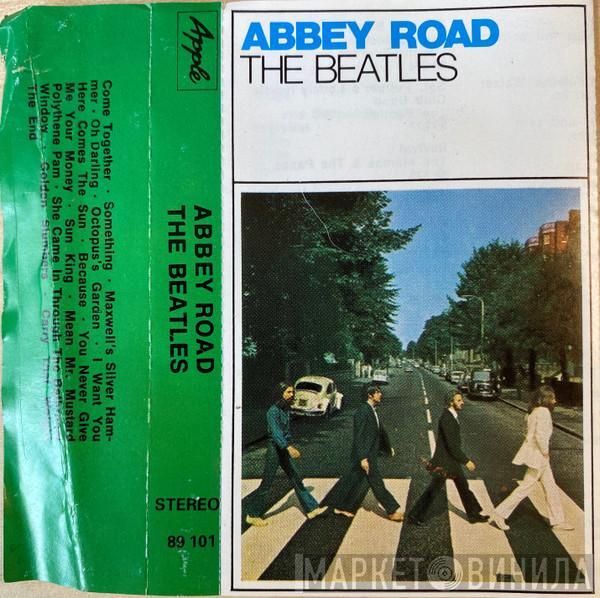 Apple
Come Together · Something · Maxwell's Silver Ham-
mer · Oh Darling · Octopus's Garden · I Want You
Here Comes The Sun · Because · You Never Give
Me Your Money · Sun King · Mean Mr. Mustard
Polythene Pam · She Came In Through The Bathroom
Window · Golden Slumbers · Carry That
The End
ABBEY ROAD
THE BEATLES
STEREO
89 101
ABBEY ROAD
THE BEATLES
МАРКЕТ ВИНИЛА